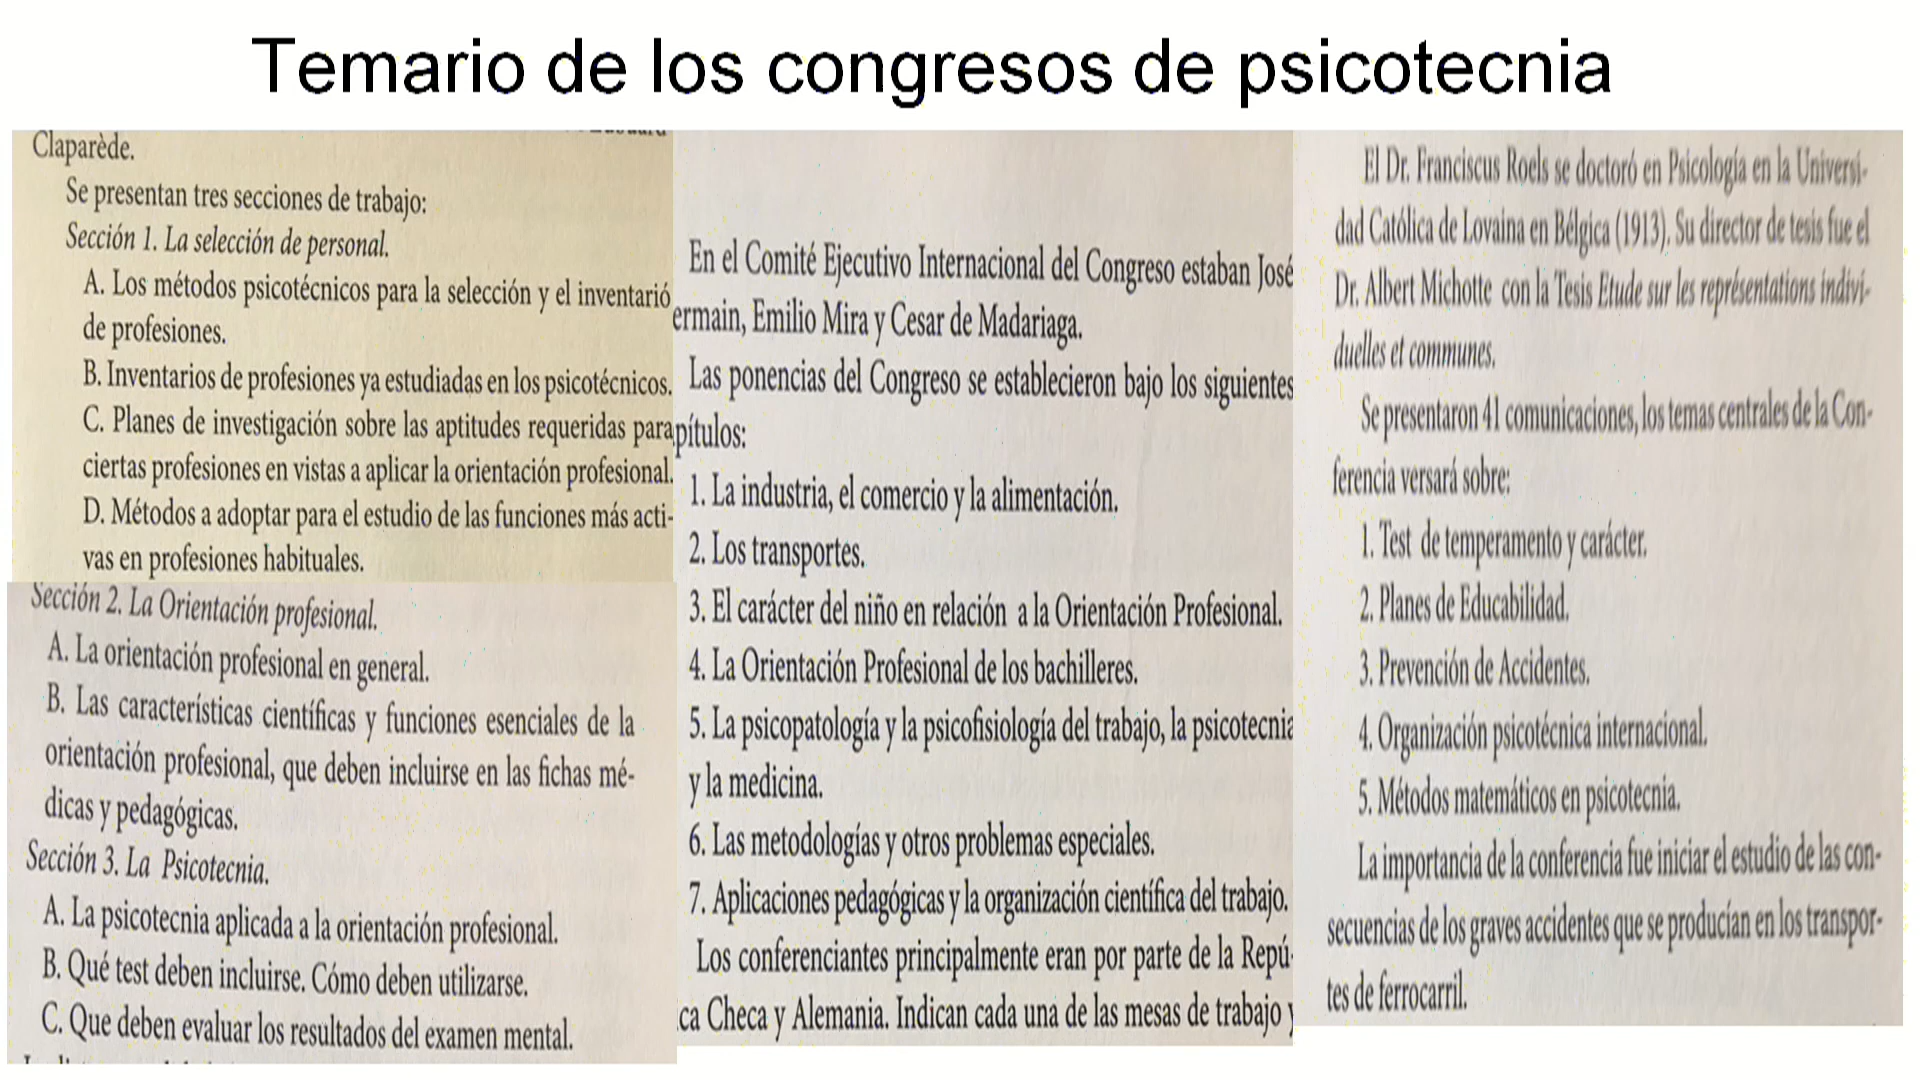 Temario de los congresos de psicotecnia
Claparède.
Se presentan tres secciones de trabajo:
Sección 1. La selección de personal.
A. Los métodos psicotécnicos para la selección y el inventarió
de profesiones.
B. Inventarios de profesiones ya estudiadas en los psicotécnicos.
C. Planes de investigación sobre las aptitudes requeridas para
ciertas profesiones en vistas a aplicar la orientación profesional.
D. Métodos a adoptar para el estudio de las funciones más acti-
vas en profesiones habituales.
Sección 2. La Orientación profesional.
A. La orientación profesional en general.
B. Las características científicas y funciones esenciales de la
orientación profesional, que deben incluirse en las fichas mé-
dicas y pedagógicas.
Sección 3. La Psicotecnia.
A. La psicotecnia aplicada a la orientación profesional.
B. Qué test deben incluirse. Cómo deben utilizarse.
C. Que deben evaluar los resultados del examen mental.
En el Comité Ejecutivo Internacional del Congreso estaban José
ermain, Emilio Mira y Cesar de Madariaga.
Las ponencias del Congreso se establecieron bajo los siguientes
pítulos:
1. La industria, el comercio y la alimentación.
2. Los transportes.
3. El carácter del niño en relación a la Orientación Profesional.
4. La Orientación Profesional de los bachilleres.
5. La psicopatología y la psicofisiología del trabajo, la psicotecnia
y la medicina.
6. Las metodologías y otros problemas especiales.
7. Aplicaciones pedagógicas y la organización científica del trabajo.
Los conferenciantes principalmente eran por parte de la Repú-
ca Checa y Alemania. Indican cada una de las mesas de trabajo y
El Dr. Franciscus Roels se doctoró en Psicología en la Universi-
dad Católica de Lovaina en Bélgica (1913). Su director de tesis fue el
Dr. Albert Michotte con la Tesis Etude sur les représentations indivi-
duelles et communes.
Se presentaron 41 comunicaciones, los temas centrales de la Con-
ferencia versará sobre:
1. Test de temperamento y carácter.
2. Planes de Educabilidad.
3. Prevención de Accidentes.
4. Organización psicotécnica internacional.
5. Métodos matemáticos en psicotecnia.
La importancia de la conferencia fue iniciar el estudio de las con-
secuencias de los graves accidentes que se producían en los transpor-
tes de ferrocarril.